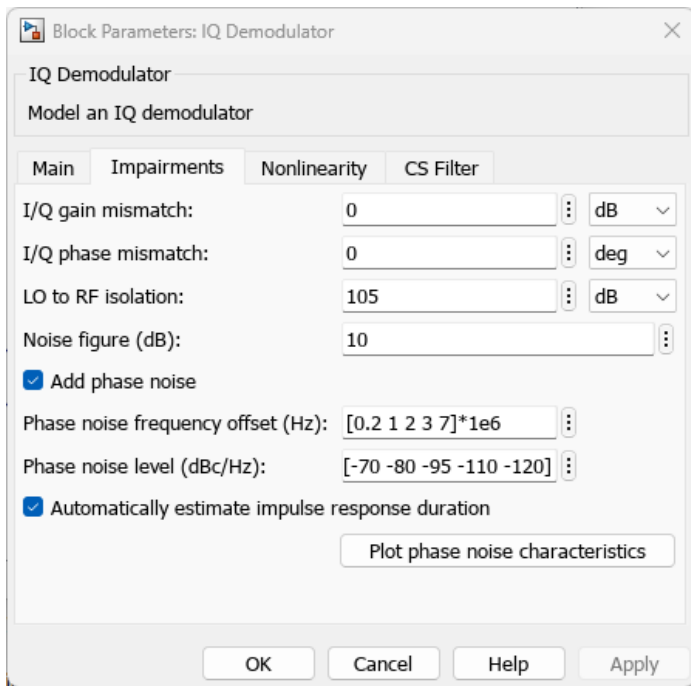 Block Parameters: IQ Demodulator
IQ Demodulator
Model an IQ demodulator
Main Impairments Nonlinearity CS Filter
I/Q gain mismatch: 0 dB
I/Q phase mismatch: 0 deg
LO to RF isolation: 105 dB
Noise figure (dB): 10
Add phase noise
Phase noise frequency offset (Hz): [0.2 1 2 3 7]*1e6
Phase noise level (dBc/Hz): [-70 -80 -95 -110 -120]
Automatically estimate impulse response duration
Plot phase noise characteristics
OK Cancel Help Apply